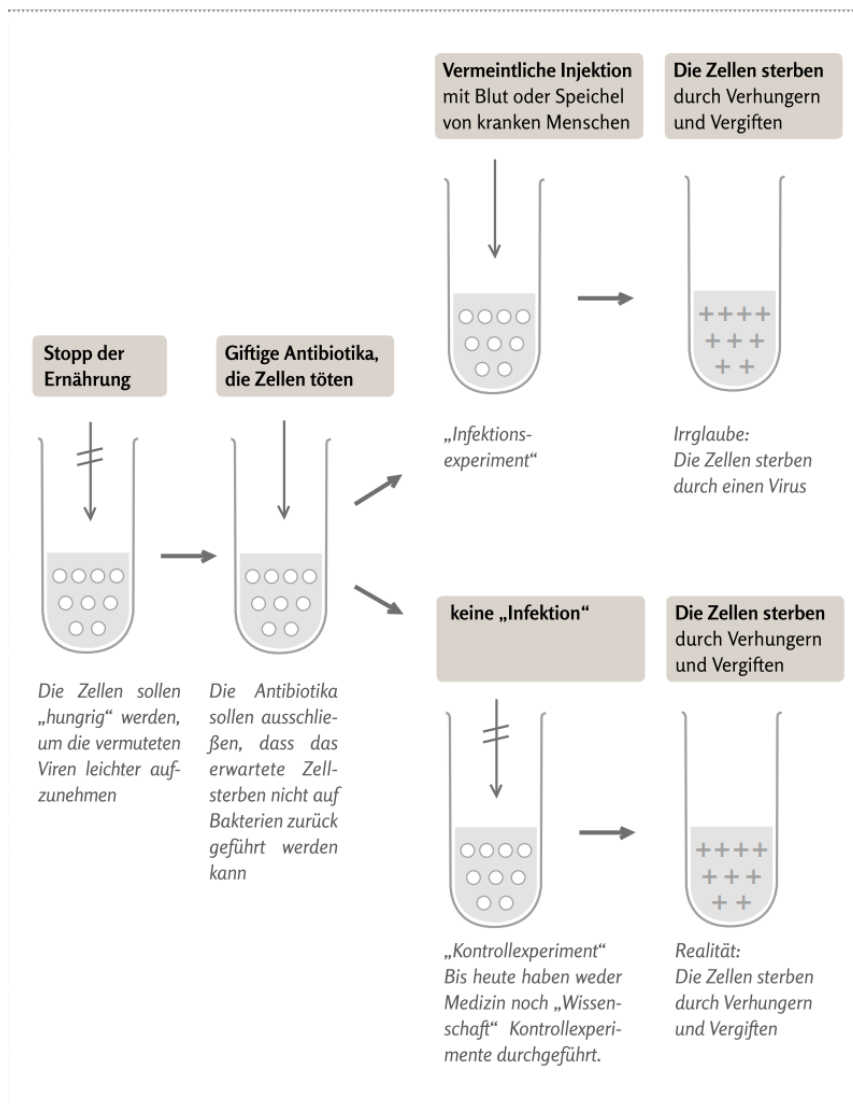 Vermeintliche Injektion
mit Blut oder Speichel
von kranken Menschen
Die Zellen sterben
durch Verhungern
und Vergiften
Stopp der
Ernährung
Giftige Antibiotika,
die Zellen töten
„Infektions-
experiment“
Irrglaube:
Die Zellen sterben
durch einen Virus
keine „Infektion“
Die Zellen sterben
durch Verhungern
und Vergiften
Die Zellen sollen
„hungrig“ werden,
um die vermuteten
Viren leichter auf-
zunehmen
Die Antibiotika
sollen ausschlie-
ßen, dass das
erwartete Zell-
sterben nicht auf
Bakterien zurück
geführt werden
kann
„Kontrollexperiment“
Bis heute haben weder
Medizin noch „Wissen-
schaft“ Kontrollexperi-
mente durchgeführt.
Realität:
Die Zellen sterben
durch Verhungern
und Vergiften